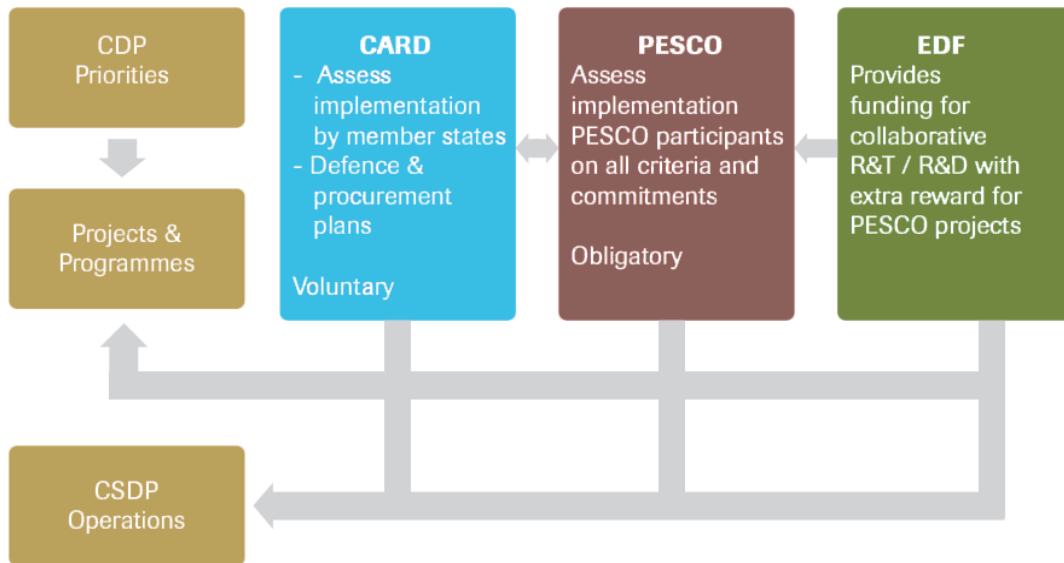 CDP
Priorities
Projects &
Programmes
CSDP
Operations
CARD
- Assess
implementation
by member states
- Defence &
procurement
plans
Voluntary
PESCO
Assess
implementation
PESCO participants
on all criteria and
commitments
Obligatory
EDF
Provides
funding for
collaborative
R&T / R&D with
extra reward for
PESCO projects